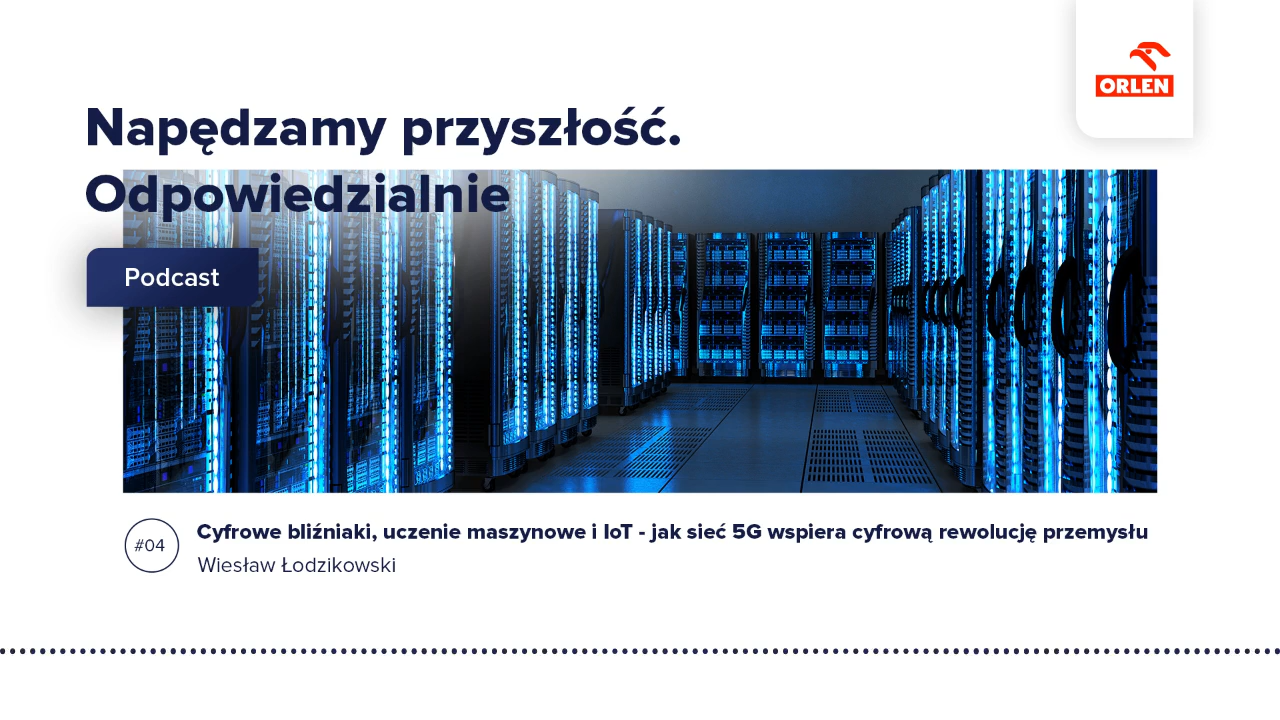 ORLEN
Napędzamy przyszłość.
Odpowiedzialnie
Podcast
#04
Cyfrowe bliźniaki, uczenie maszynowe i IoT - jak sieć 5G wspiera cyfrową rewolucję przemysłu
Wiesław Łodzikowski